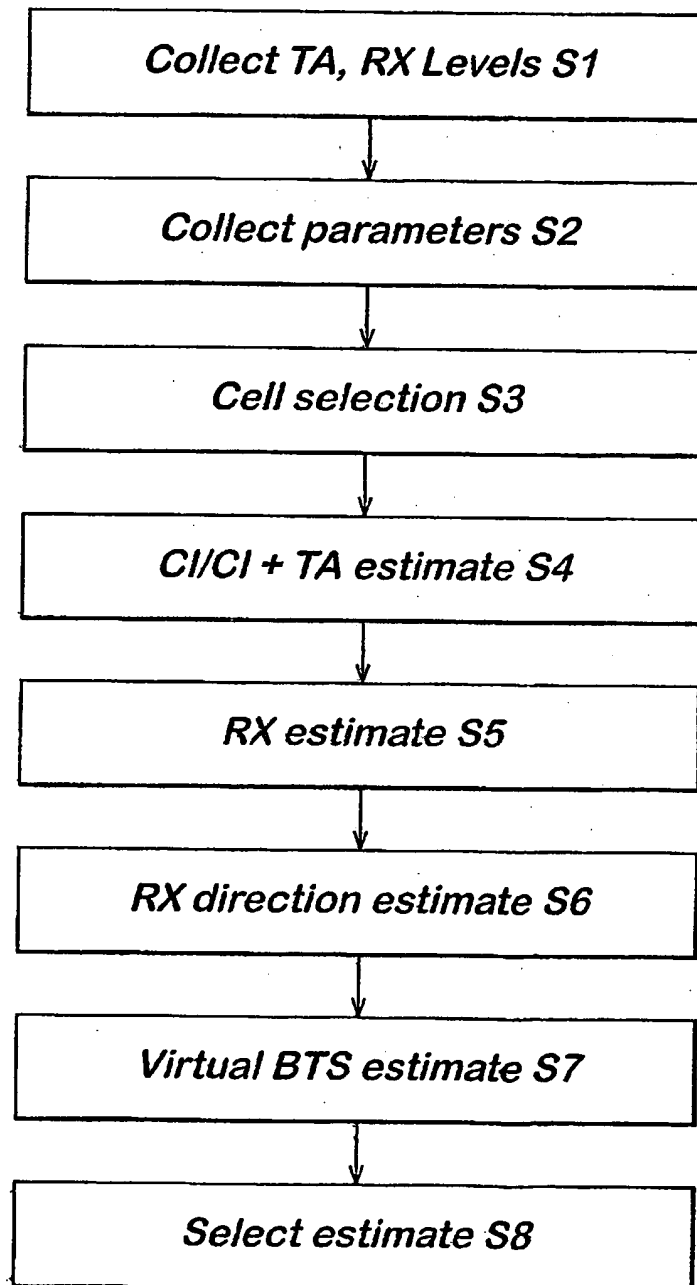 Collect TA, RX Levels S1
Collect parameters S2
Cell selection S3
CI/CI + TA estimate S4
RX estimate S5
RX direction estimate S6
Virtual BTS estimate S7
Select estimate S8